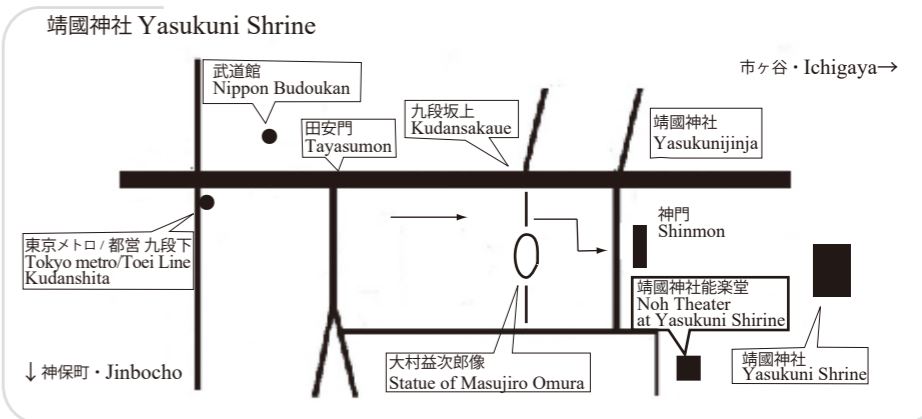 靖國神社 Yasukuni Shrine
市ヶ谷・Ichigaya→
武道館
Nippon Budoukan
田安門
Tayasumon
九段坂上
Kudansakaue
靖國神社
Yasukunijinja
東京メトロ / 都営 九段下
Tokyo metro/Toei Line
Kudanshita
神門
Shinmon
靖國神社能楽堂
Noh Theater
at Yasukuni Shirine
↓神保町・Jinbocho
大村益次郎像
Statue of Masujiro Omura
靖國神社
Yasukuni Shrine